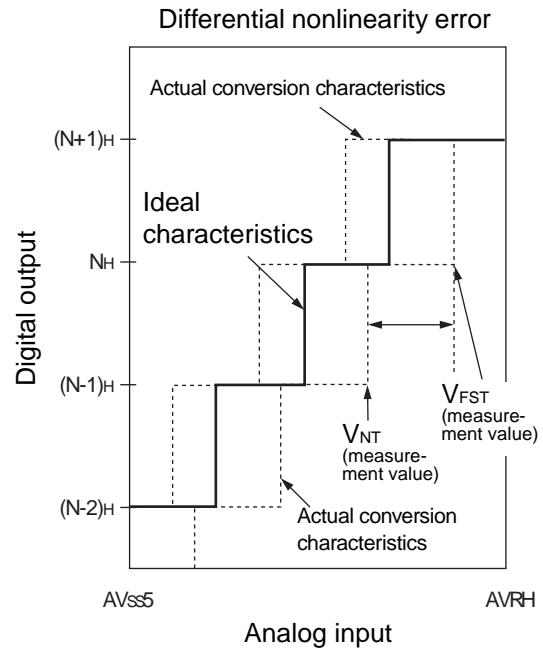 Differential nonlinearity error
Actual conversion characteristics
(N+1)H
Ideal
characteristics
NH
Digital output
(N-1)H
VFST
(measure-
ment value)
VNT
(measure-
ment value)
(N-2)H
Actual conversion
characteristics
AVss5
AVRH
Analog input